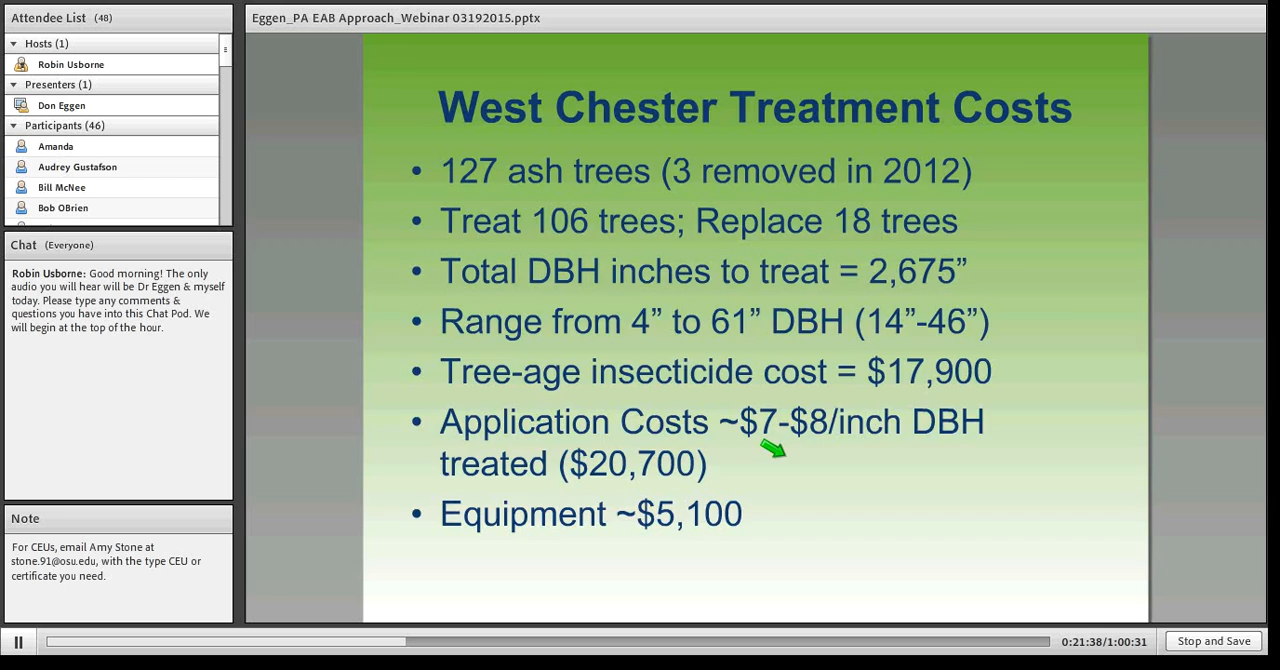 Attendee List (48)
Hosts (1)
Robin Usborne
Presenters (1)
Don Eggen
Participants (46)
Amanda
Audrey Gustafson
Bill McNee
Bob OBrien
Chat (Everyone)
Robin Usborne: Good morning! The only
audio you will hear will be Dr Eggen & myself
today. Please type any comments &
questions you have into this Chat Pod. We
will begin at the top of the hour.
Note
For CEUs, email Amy Stone at
stone.91@osu.edu, with the type CEU or
certificate you need.
Eggen_PA EAB Approach_Webinar 03192015.pptx
West Chester Treatment Costs
• 127 ash trees (3 removed in 2012)
• Treat 106 trees; Replace 18 trees
• Total DBH inches to treat = 2,675”
• Range from 4” to 61” DBH (14”-46”)
• Tree-age insecticide cost = $17,900
• Application Costs ~$7-$8/inch DBH
treated ($20,700)
• Equipment ~$5,100
0:21:38/1:00:31
Stop and Save